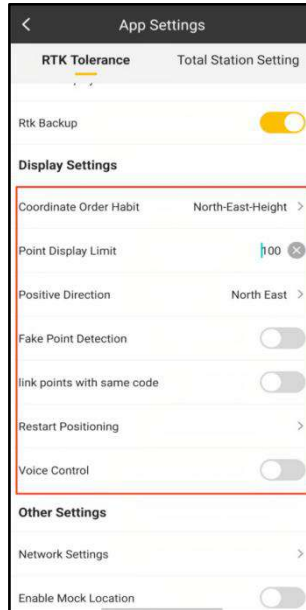 App Settings
RTK Tolerance Total Station Setting
Rtk Backup
Display Settings
Coordinate Order Habit North-East-Height
Point Display Limit 100
Positive Direction North East
Fake Point Detection
link points with same code
Restart Positioning
Voice Control
Other Settings
Network Settings
Enable Mock Location